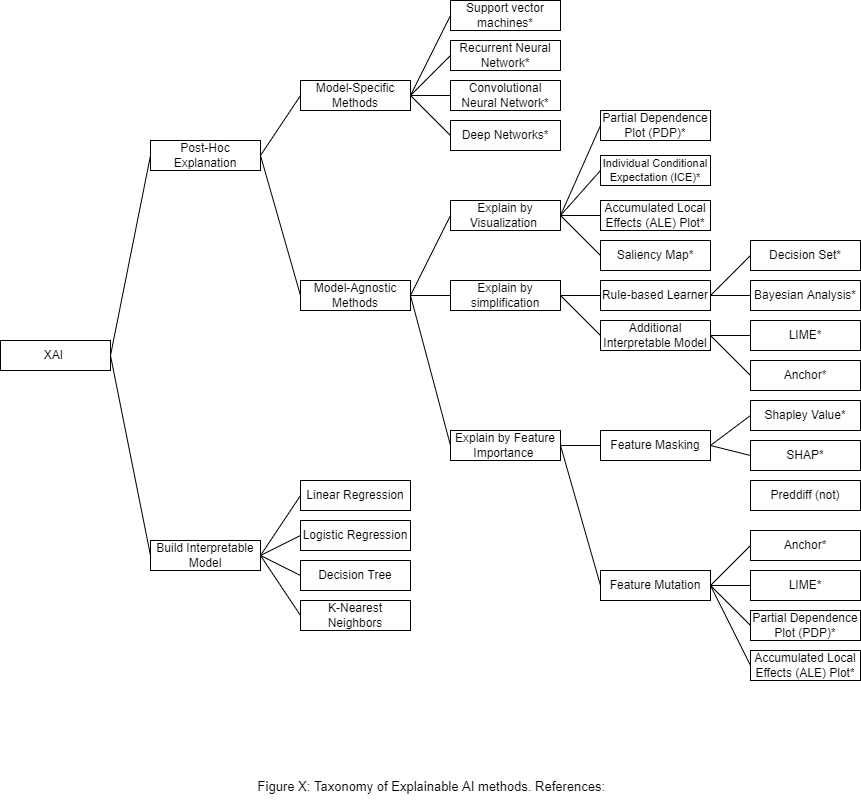 Support vector
machines*
Recurrent Neural
Network*
Model-Specific
Methods
Convolutional
Neural Network*
Deep Networks*
Post-Hoc
Explanation
Partial Dependence
Plot (PDP)*
Individual Conditional
Expectation (ICE)*
Explain by
Visualization
Accumulated Local
Effects (ALE) Plot*
Saliency Map*
Decision Set*
Model-Agnostic
Methods
Explain by
simplification
Rule-based Learner
Bayesian Analysis*
Additional
Interpretable Model
LIME*
XAI
Anchor*
Shapley Value*
Explain by Feature
Importance
Feature Masking
SHAP*
Linear Regression
Preddiff (not)
Logistic Regression
Build Interpretable
Model
Anchor*
Decision Tree
Feature Mutation
LIME*
K-Nearest
Neighbors
Partial Dependence
Plot (PDP)*
Accumulated Local
Effects (ALE) Plot*
Figure X: Taxonomy of Explainable AI methods. References: